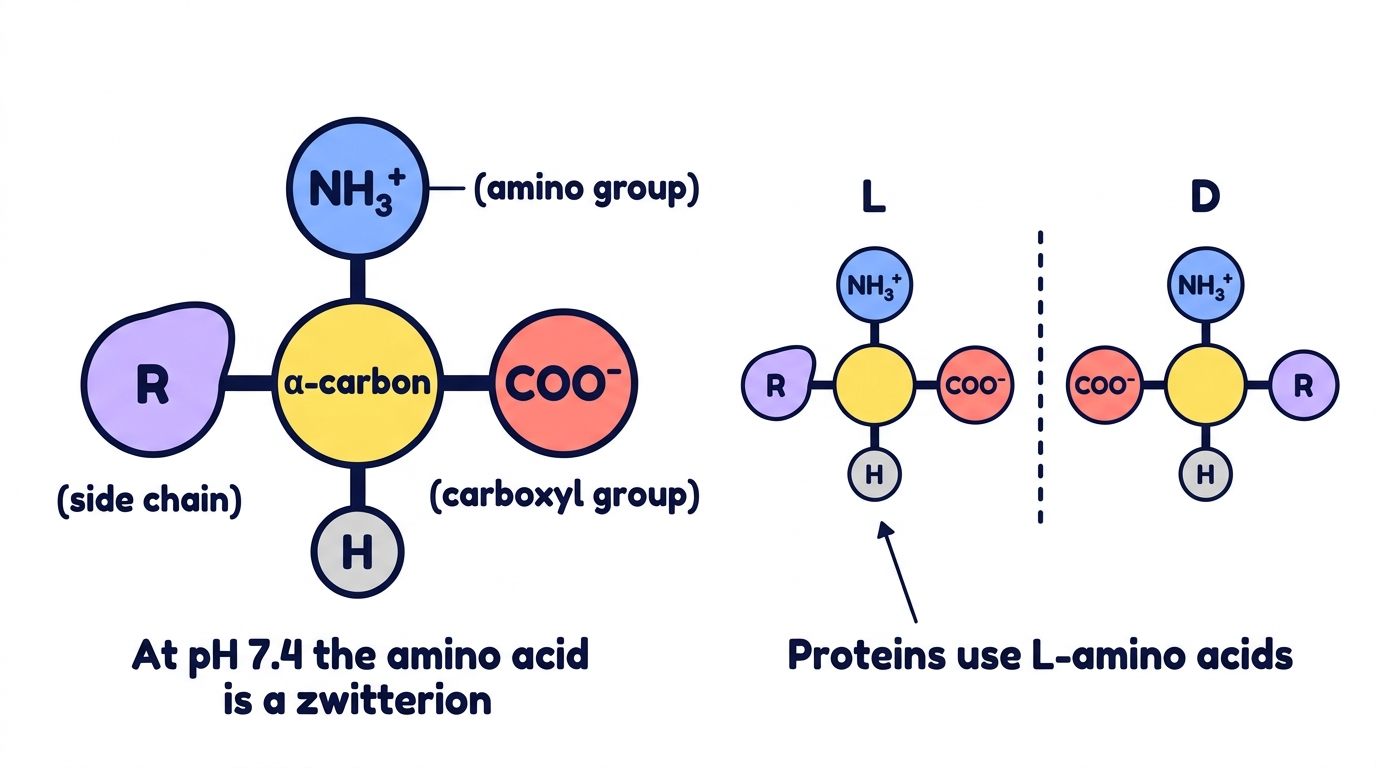 NH₃⁺
(amino group)
R
α-carbon
COO⁻
(side chain)
(carboxyl group)
H
At pH 7.4 the amino acid
is a zwitterion
L
D
NH₃⁺
NH₃⁺
R
COO⁻
COO⁻
R
H
H
Proteins use L-amino acids